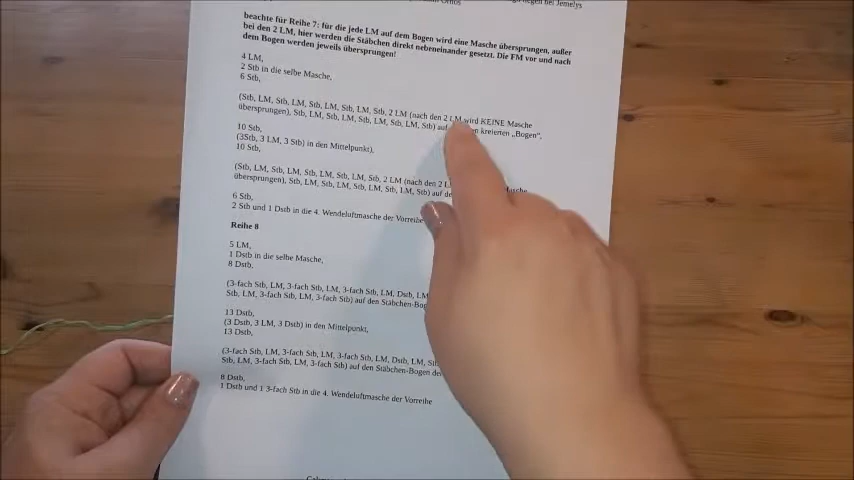 liegen bei Jemelys
beachte für Reihe 7: für die jede LM auf dem Bogen wird eine Masche übersprungen, außer
bei den 2 LM, hier werden die Stäbchen direkt nebeneinander gesetzt. Die FM vor und nach
dem Bogen werden jeweils übersprungen!
4 LM,
2 Stb in die selbe Masche,
6 Stb,
(Stb, LM, Stb, LM, Stb, LM, Stb, LM, Stb, 2 LM (nach den 2 LM wird KEINE Masche
übersprungen), Stb, LM, Stb, LM, Stb, LM, Stb, LM, Stb) auf kreierten „Bogen“,
10 Stb,
(3Stb, 3 LM, 3 Stb) in den Mittelpunkt),
10 Stb,
(Stb, LM, Stb, LM, Stb, LM, Stb, LM, Stb, 2 LM (nach den 2 Masche
übersprungen), Stb, LM, Stb, LM, Stb, LM, Stb, LM, Stb) auf
6 Stb,
2 Stb und 1 Dstb in die 4. Wendeluftmasche der Vorreihe
Reihe 8
5 LM,
1 Dstb in die selbe Masche,
8 Dstb,
(3-fach Stb, LM, 3-fach Stb, LM, 3-fach Stb, LM, Dstb, LM,
Stb, LM, 3-fach Stb, LM, 3-fach Stb) auf den Stäbchen-Bogen
13 Dstb,
(3 Dstb, 3 LM, 3 Dstb) in den Mittelpunkt,
13 Dstb,
(3-fach Stb, LM, 3-fach Stb, LM, 3-fach Stb, LM, Dstb, LM,
Stb, LM, 3-fach Stb, LM, 3-fach Stb) auf den Stäbchen-Bogen
8 Dstb,
1 Dstb und 1 3-fach Stb in die 4. Wendeluftmasche der Vorreihe